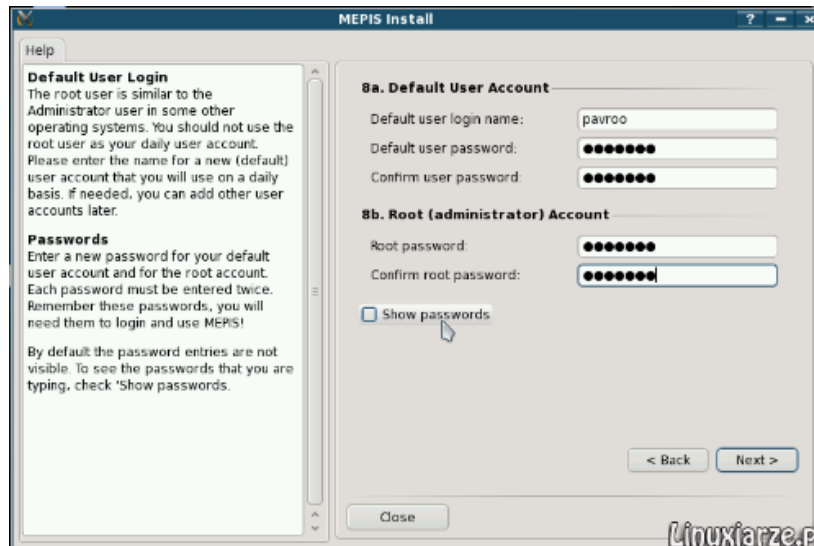 MEPIS Install
Help
Default User Login
The root user is similar to the
Administrator user in some other
operating systems. You should not use the
root user as your daily user account.
Please enter the name for a new (default)
user account that you will use on a daily
basis. If needed, you can add other user
accounts later.
Passwords
Enter a new password for your default
user account and for the root account.
Each password must be entered twice.
Remember these passwords, you will
need them to login and use MEPIS!
By default the password entries are not
visible. To see the passwords that you are
typing, check 'Show passwords.
8a. Default User Account
Default user login name: pavroo
Default user password:
Confirm user password:
8b. Root (administrator) Account
Root password:
Confirm root password:
Show passwords
< Back Next >
Close
Linuxiarze.p